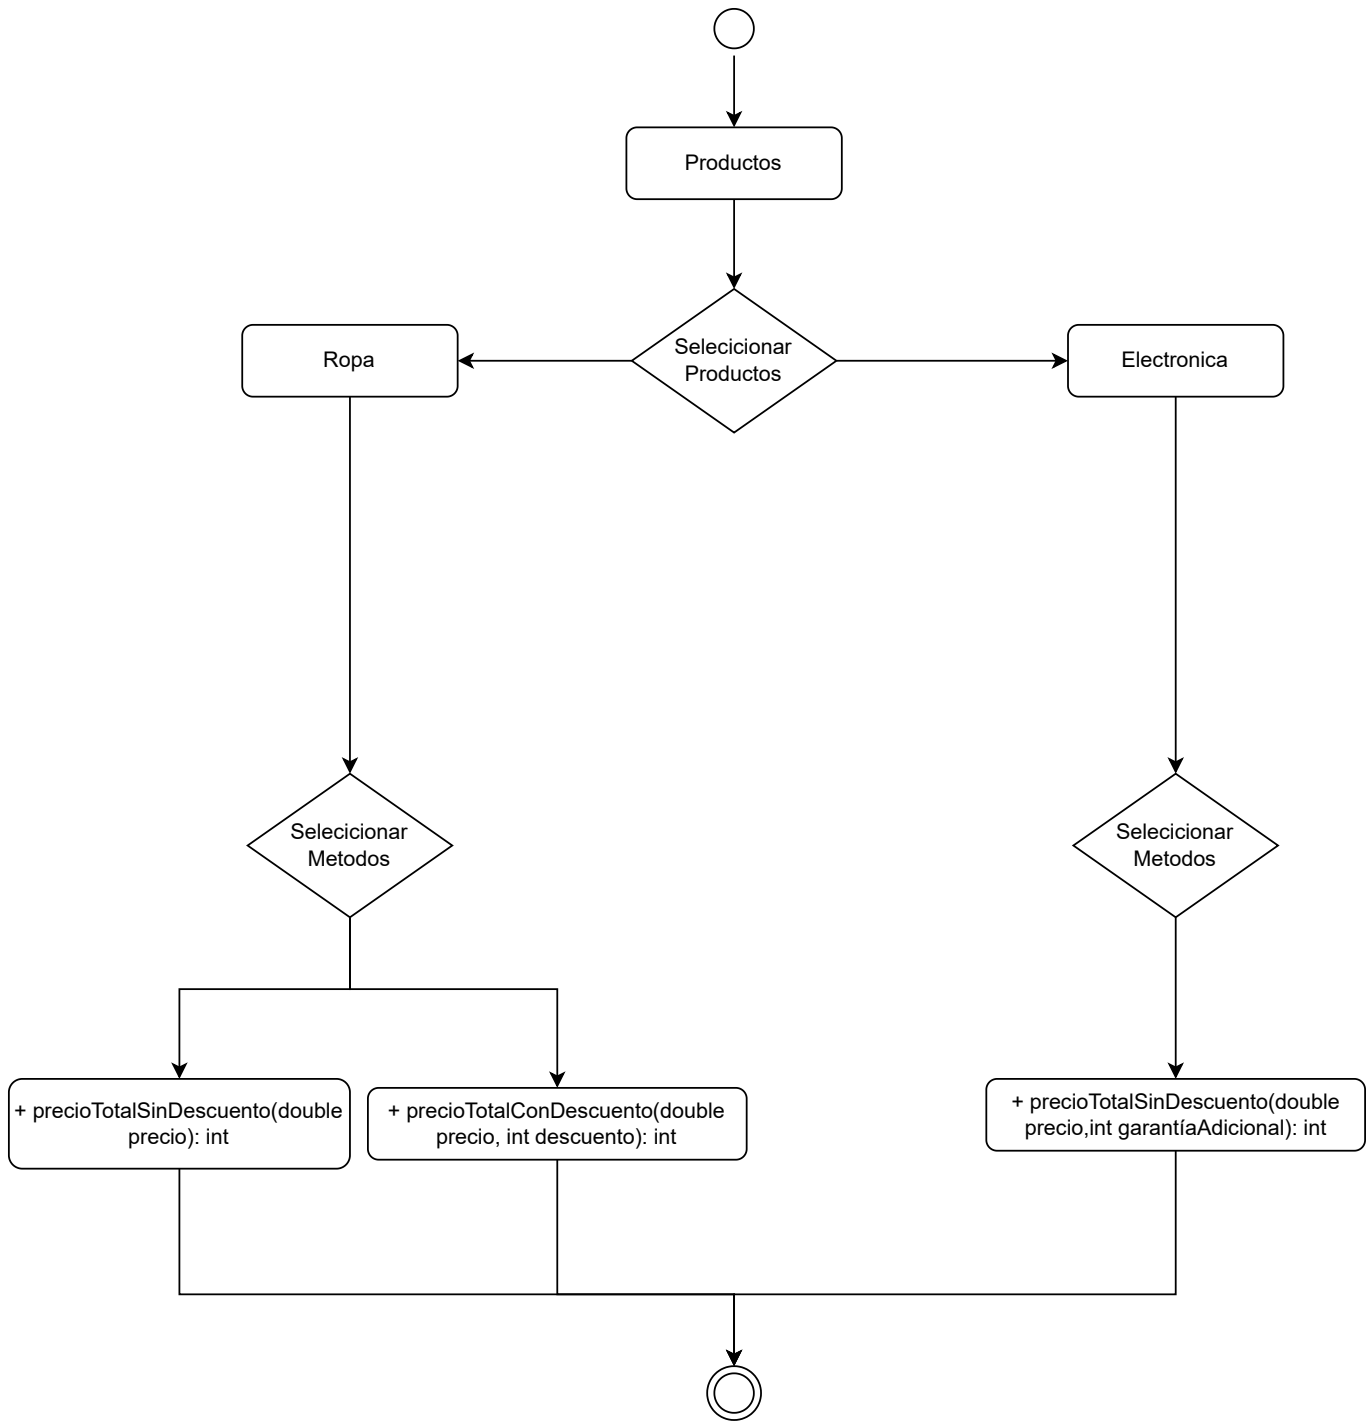 Productos
Selecicionar
Productos
Ropa
Electronica
Selecicionar
Metodos
Selecicionar
Metodos
+ precioTotalSinDescuento(double
precio): int
+ precioTotalConDescuento(double
precio, int descuento): int
+ precioTotalSinDescuento(double
precio,int garantíaAdicional): int